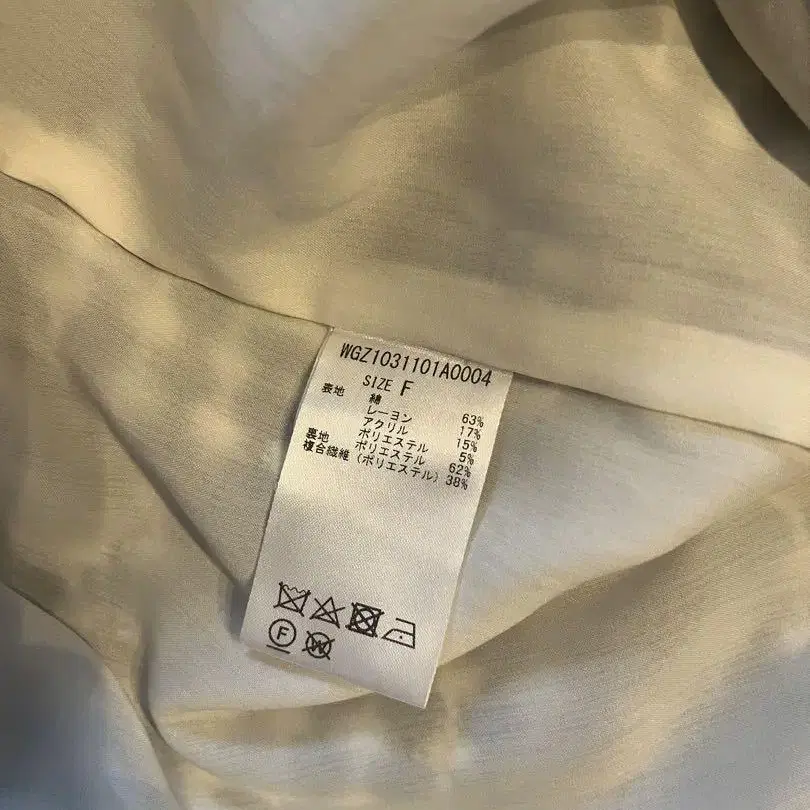 WGZ1031101A0004
SIZE F
表地 綿 63%
レーヨン 17%
アクリル 15%
ポリエステル 5%
裏地 ポリエステル 62%
複合繊維(ポリエステル) 38%
F
W